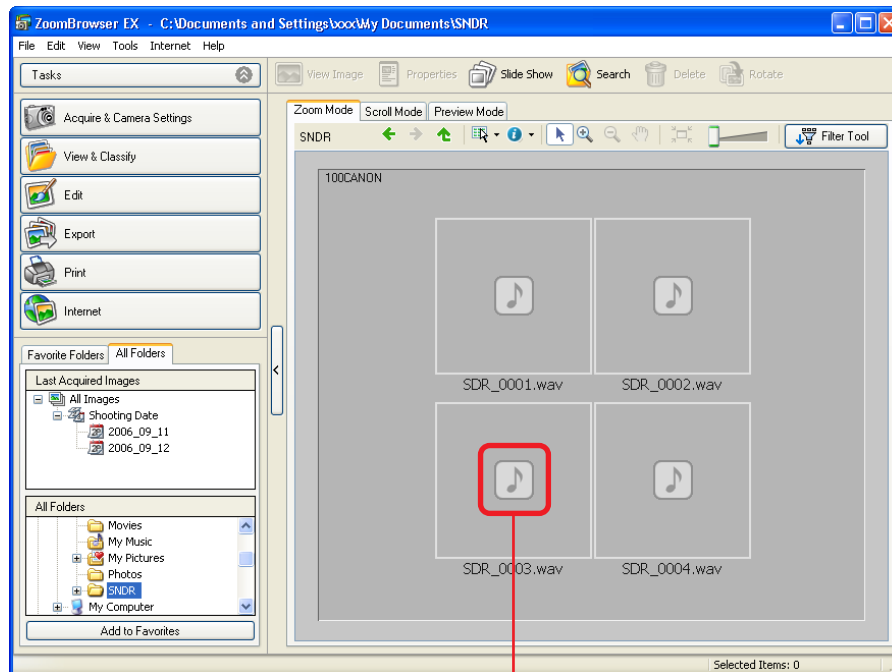 ZoomBrowser EX - C:\Documents and Settings\xxx\My Documents\SNDR
File Edit View Tools Internet Help
Tasks
View Image Properties Slide Show Search Delete Rotate
Acquire & Camera Settings
View & Classify
Edit
Export
Print
Internet
Zoom Mode Scroll Mode Preview Mode
SNDR Filter Tool
100CANON
SDR_0001.wav SDR_0002.wav
SDR_0003.wav SDR_0004.wav
Favorite Folders All Folders
Last Acquired Images
All Images
Shooting Date
2006_09_11
2006_09_12
All Folders
Movies
My Music
My Pictures
Photos
SNDR
My Computer
Add to Favorites
Selected Items: 0